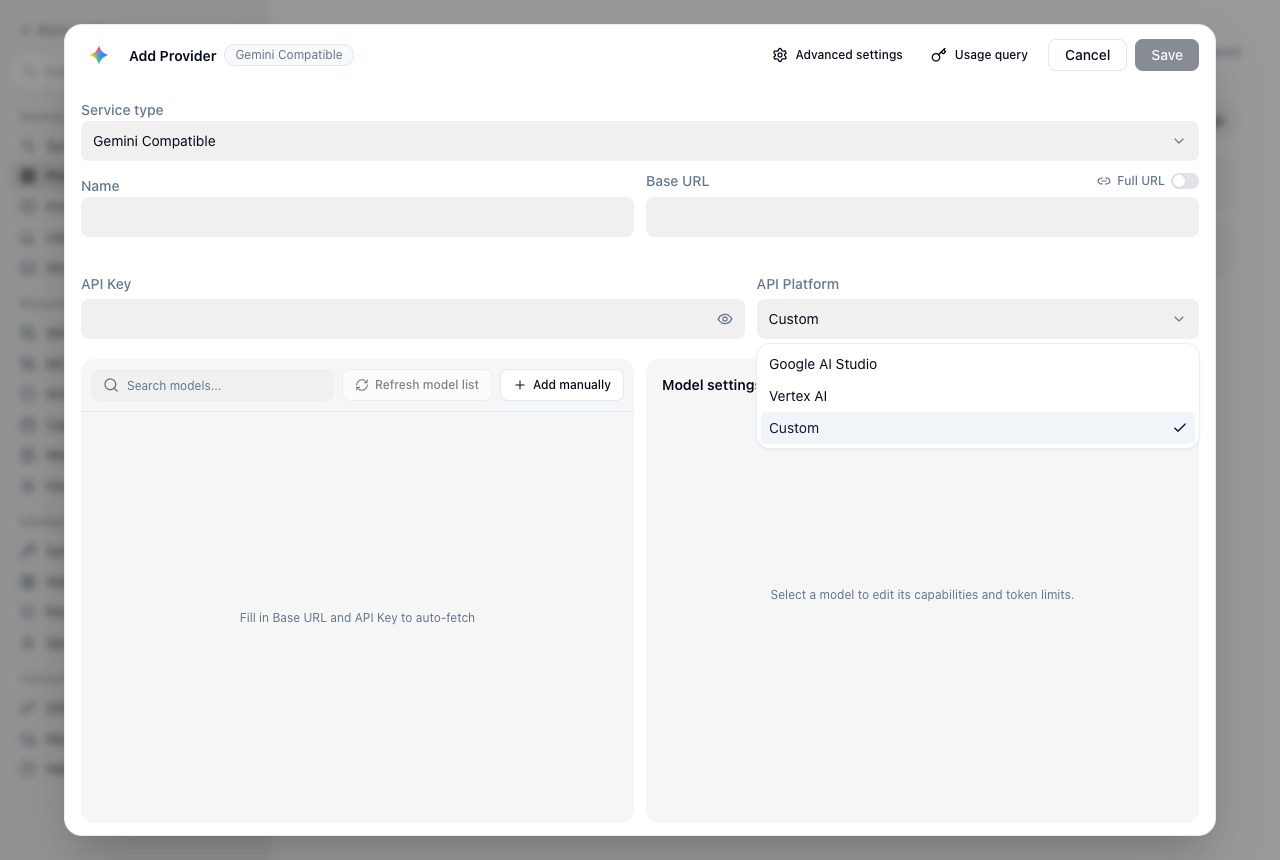 Add Provider
Gemini Compatible
Advanced settings
Usage query
Cancel
Save
Service type
Gemini Compatible
Name
Base URL
Full URL
API Key
API Platform
Custom
Google AI Studio
Vertex AI
Custom
Search models...
Refresh model list
Add manually
Model settings
Fill in Base URL and API Key to auto-fetch
Select a model to edit its capabilities and token limits.